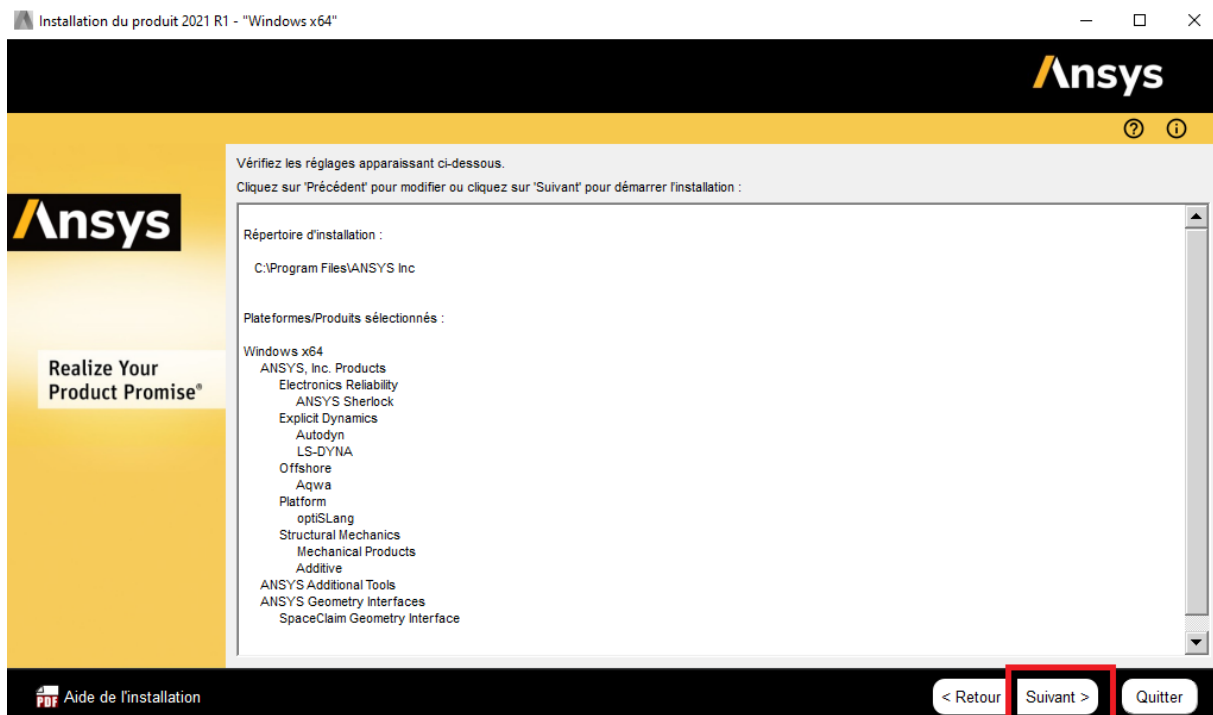 Installation du produit 2021 R1 - "Windows x64"
Ansys
Vérifiez les réglages apparaissant ci-dessous.
Cliquez sur 'Précédent' pour modifier ou cliquez sur 'Suivant' pour démarrer l'installation :
Ansys
Realize Your
Product Promise®
Répertoire d'installation :
C:\Program Files\ANSYS Inc
Plateformes/Produits sélectionnés :
Windows x64
ANSYS, Inc. Products
Electronics Reliability
ANSYS Sherlock
Explicit Dynamics
Autodyn
LS-DYNA
Offshore
Aqwa
Platform
optiSLang
Structural Mechanics
Mechanical Products
Additive
ANSYS Additional Tools
ANSYS Geometry Interfaces
SpaceClaim Geometry Interface
PDF Aide de l'installation
< Retour Suivant > Quitter